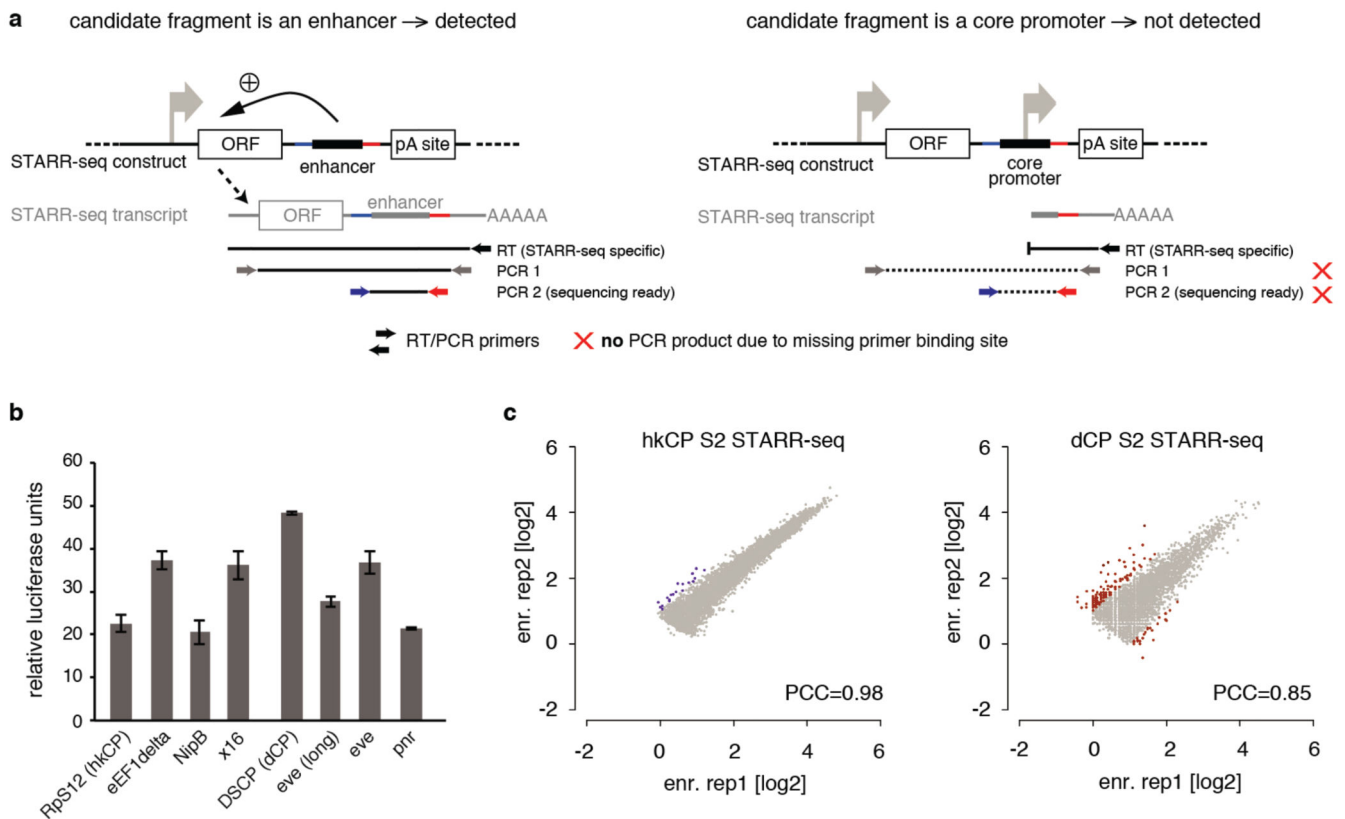 a
candidate fragment is an enhancer → detected
candidate fragment is a core promoter → not detected
ORF
pA site
STARR-seq construct
enhancer
enhancer
STARR-seq transcript
ORF
AAAAA
RT (STARR-seq specific)
PCR 1
PCR 2 (sequencing ready)
ORF
pA site
STARR-seq construct
core
promoter
STARR-seq transcript
AAAAA
RT (STARR-seq specific)
PCR 1
PCR 2 (sequencing ready)
RT/PCR primers
no PCR product due to missing primer binding site
b
relative luciferase units
60
50
40
30
20
10
0
RpS12 (hkCP)
eEF1delta
NipB
x16
DSCP (dCP)
eve (long)
eve
pnr
c
hkCP S2 STARR-seq
enr. rep2 [log2]
6
4
2
0
-2
PCC=0.98
-2
0
2
4
6
enr. rep1 [log2]
dCP S2 STARR-seq
enr. rep2 [log2]
6
4
2
0
-2
PCC=0.85
-2
0
2
4
6
enr. rep1 [log2]